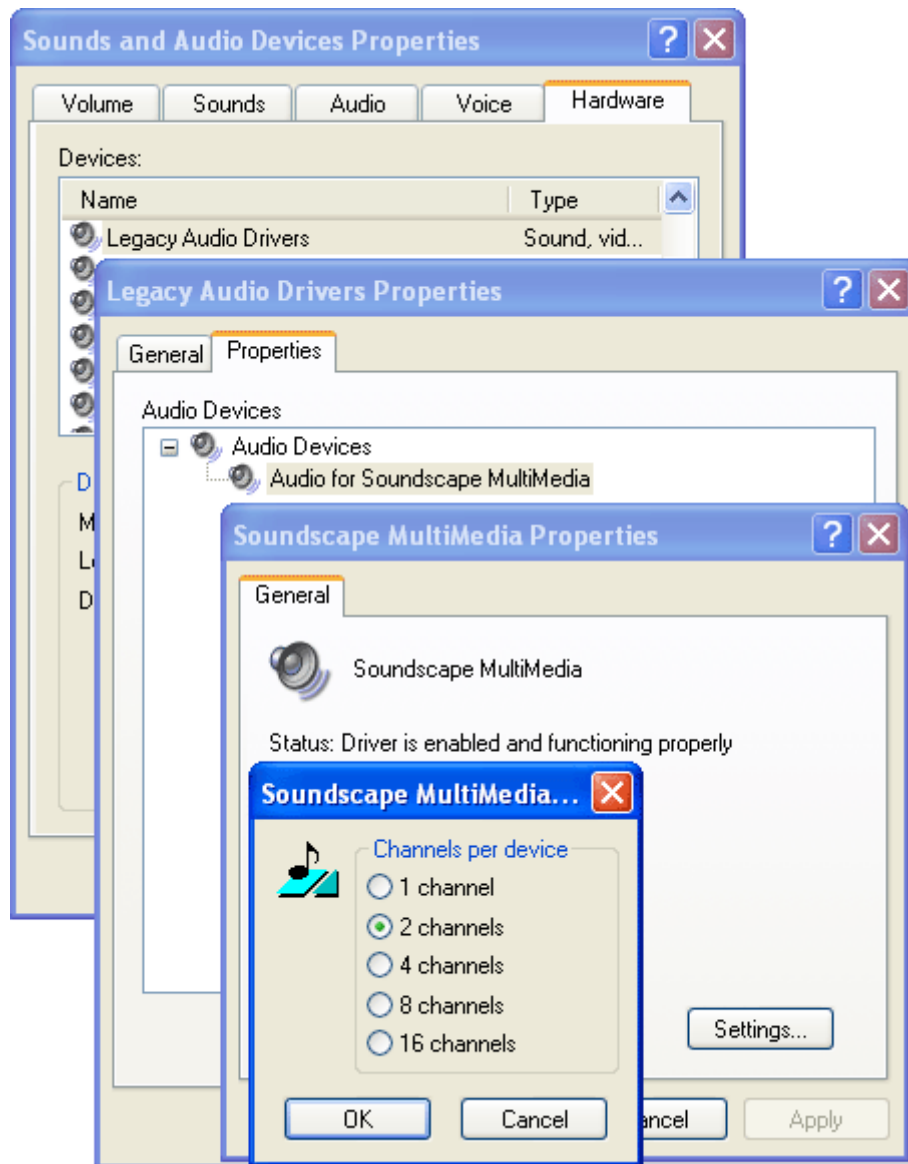 Sounds and Audio Devices Properties
Volume Sounds Audio Voice Hardware
Devices:
Name Type
Legacy Audio Drivers Sound, vid...
Legacy Audio Drivers Properties
General Properties
Audio Devices
Audio Devices
Audio for Soundscape MultiMedia
D
M
D
Soundscape MultiMedia Properties
General
Soundscape MultiMedia
Status: Driver is enabled and functioning properly
Soundscape MultiMedia...
Channels per device
1 channel
2 channels
4 channels
8 channels
16 channels
Settings...
OK Cancel
Apply